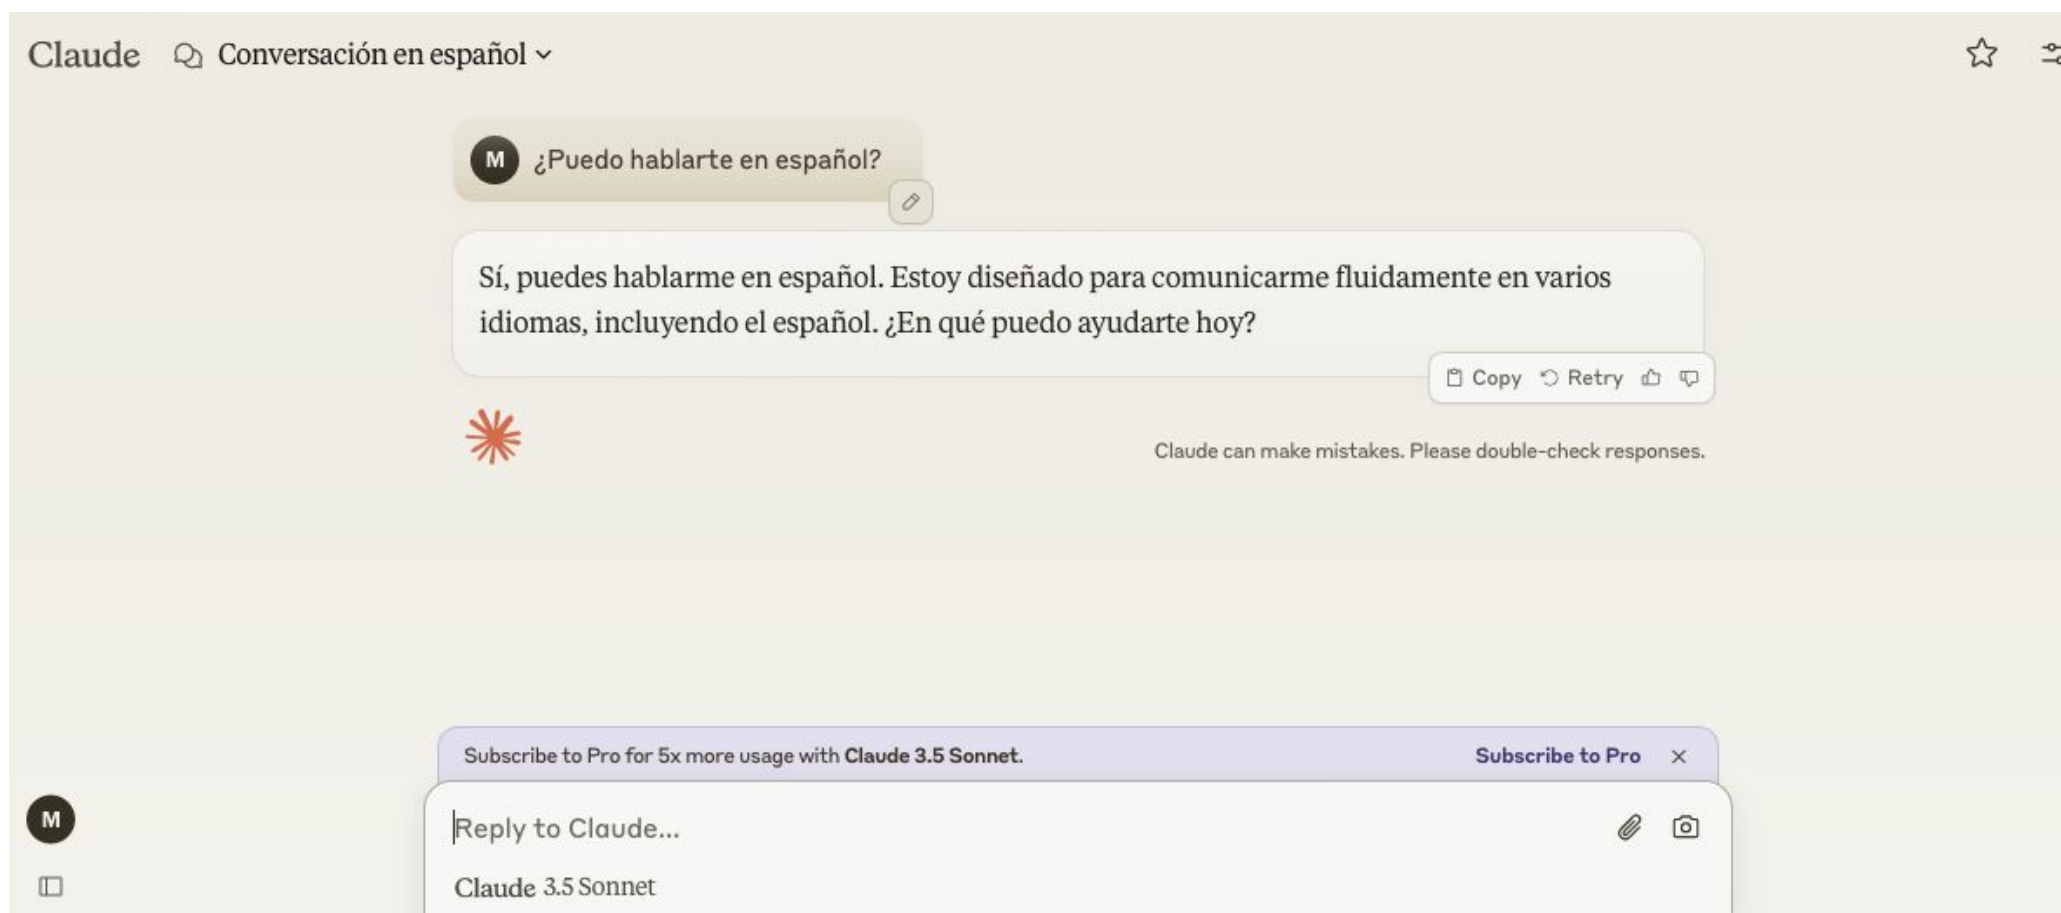 Claude Conversación en español
M ¿Puedo hablarte en español?
Sí, puedes hablarme en español. Estoy diseñado para comunicarme fluidamente en varios
idiomas, incluyendo el español. ¿En qué puedo ayudarte hoy?
Copy Retry
Claude can make mistakes. Please double-check responses.
Subscribe to Pro for 5x more usage with Claude 3.5 Sonnet. Subscribe to Pro
M
Reply to Claude...
Claude 3.5 Sonnet